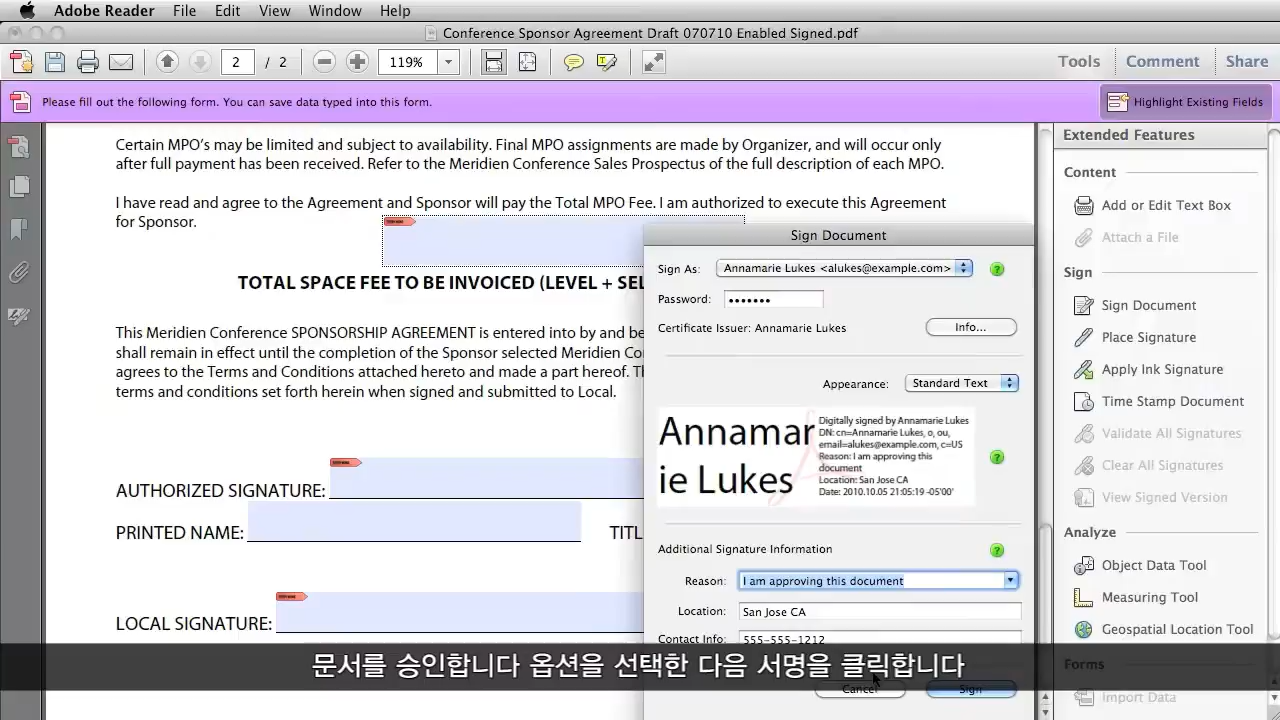 Adobe Reader File Edit View Window Help
Conference Sponsor Agreement Draft 070710 Enabled Signed.pdf
2 / 2 119% Tools Comment Share
Please fill out the following form. You can save data typed into this form. Highlight Existing Fields
Certain MPO's may be limited and subject to availability. Final MPO assignments are made by Organizer, and will occur only
after full payment has been received. Refer to the Meridien Conference Sales Prospectus of the full description of each MPO.
I have read and agree to the Agreement and Sponsor will pay the Total MPO Fee. I am authorized to execute this Agreement
for Sponsor.
TOTAL SPACE FEE TO BE INVOICED (LEVEL + SEL
This Meridien Conference SPONSORSHIP AGREEMENT is entered into by and be
shall remain in effect until the completion of the Sponsor selected Meridien Co
agrees to the Terms and Conditions attached hereto and made a part hereof. Th
terms and conditions set forth herein when signed and submitted to Local.
AUTHORIZED SIGNATURE:
PRINTED NAME: TITL
LOCAL SIGNATURE:
Sign Document
Sign As: Annamarie Lukes <alukes@example.com>
Password: •••••••
Certificate Issuer: Annamarie Lukes Info...
Appearance: Standard Text
Annamar
ie Lukes
Digitally signed by Annamarie Lukes
DN: cn=Annamarie Lukes, o, ou,
email=alukes@example.com, c=US
Reason: I am approving this
document
Location: San Jose CA
Date: 2010.10.05 21:05:19 -05'00'
Additional Signature Information
Reason: I am approving this document
Location: San Jose CA
Contact Info: 555-555-1212
Cancel Sign
Extended Features
Content
Add or Edit Text Box
Attach a File
Sign
Sign Document
Place Signature
Apply Ink Signature
Time Stamp Document
Validate All Signatures
Clear All Signatures
View Signed Version
Analyze
Object Data Tool
Measuring Tool
Geospatial Location Tool
Forms
Import Data
문서를 승인합니다 옵션을 선택한 다음 서명을 클릭합니다